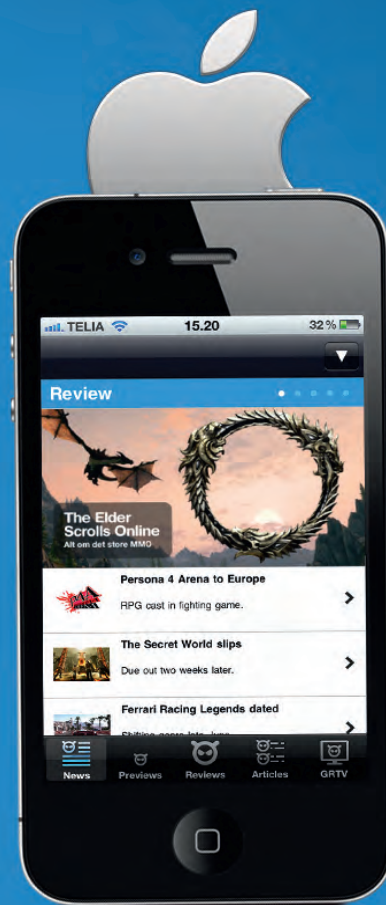 TELIA 15.20 32%
Review
The Elder
Scrolls Online
Alt om det store MMO
Persona 4 Arena to Europe
RPG cast in fighting game.
The Secret World slips
Due out two weeks later.
Ferrari Racing Legends dated
News Previews Reviews Articles GRTV